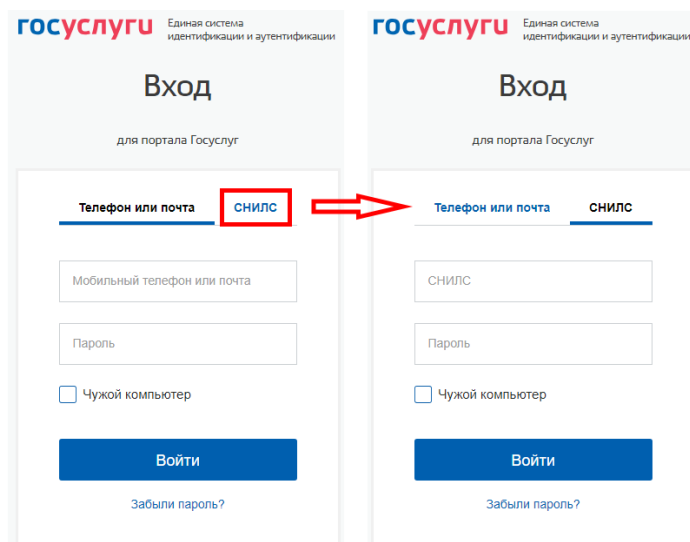 госуслуги
Единая система
идентификации и аутентификации
Вход
для портала Госуслуг
Телефон или почта СНИЛС
Мобильный телефон или почта
Пароль
Чужой компьютер
Войти
Забыли пароль?
госуслуги
Единая система
идентификации и аутентификации
Вход
для портала Госуслуг
Телефон или почта СНИЛС
СНИЛС
Пароль
Чужой компьютер
Войти
Забыли пароль?